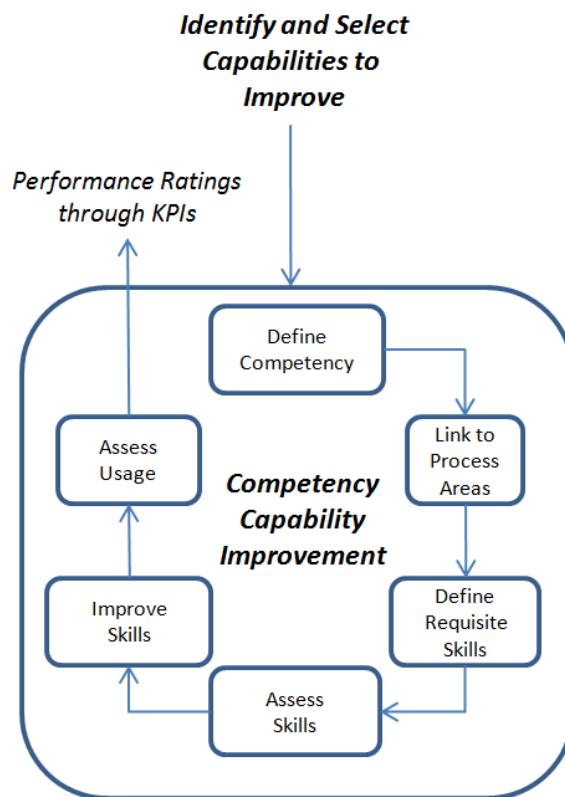 Identify and Select
Capabilities to
Improve
Performance Ratings
through KPIs
Define
Competency
Link to
Process
Areas
Define
Requisite
Skills
Assess
Skills
Improve
Skills
Assess
Usage
Competency
Capability
Improvement